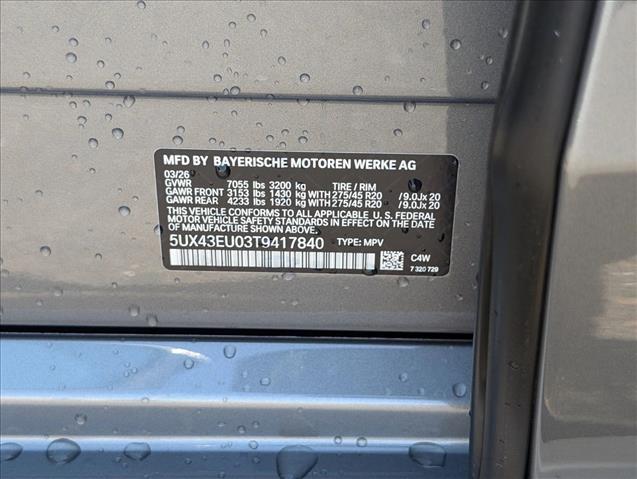 MFD BY BAYERISCHE MOTOREN WERKE AG
03/26
GVWR 7055 lbs 3200 kg TIRE / RIM
GAWR FRONT 3153 lbs 1430 kg WITH 275/45 R20 /9.0Jx 20
GAWR REAR 4233 lbs 1920 kg WITH 275/45 R20 /9.0Jx 20
THIS VEHICLE CONFORMS TO ALL APPLICABLE U. S. FEDERAL
MOTOR VEHICLE SAFETY STANDARDS IN EFFECT ON THE DATE
OF MANUFACTURE SHOWN ABOVE.
5UX43EU03T9417840 TYPE: MPV
C4W
7 320 729